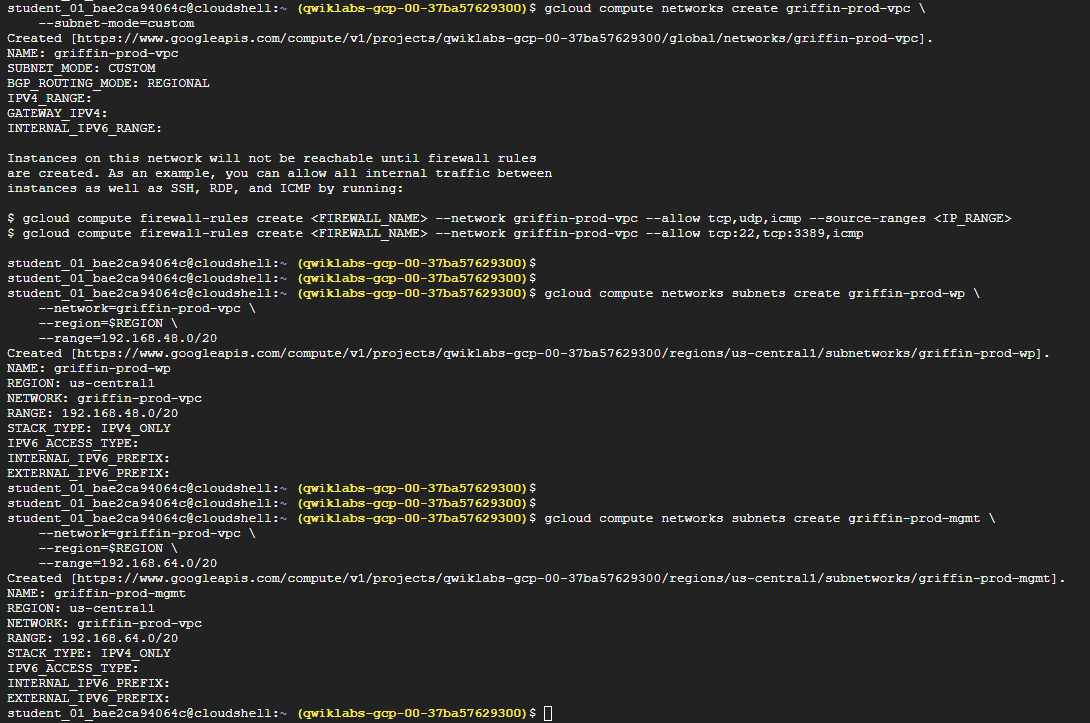 student_01_bae2ca94064c@cloudshell:~ (qwiklabs-gcp-00-37ba57629300)$ gcloud compute networks create griffin-prod-vpc \
    --subnet-mode=custom
Created [https://www.googleapis.com/compute/v1/projects/qwiklabs-gcp-00-37ba57629300/global/networks/griffin-prod-vpc].
NAME: griffin-prod-vpc
SUBNET_MODE: CUSTOM
BGP_ROUTING_MODE: REGIONAL
IPV4_RANGE:
GATEWAY_IPV4:
INTERNAL_IPV6_RANGE:

Instances on this network will not be reachable until firewall rules
are created. As an example, you can allow all internal traffic between
instances as well as SSH, RDP, and ICMP by running:

$ gcloud compute firewall-rules create <FIREWALL_NAME> --network griffin-prod-vpc --allow tcp,udp,icmp --source-ranges <IP_RANGE>
$ gcloud compute firewall-rules create <FIREWALL_NAME> --network griffin-prod-vpc --allow tcp:22,tcp:3389,icmp

student_01_bae2ca94064c@cloudshell:~ (qwiklabs-gcp-00-37ba57629300)$
student_01_bae2ca94064c@cloudshell:~ (qwiklabs-gcp-00-37ba57629300)$
student_01_bae2ca94064c@cloudshell:~ (qwiklabs-gcp-00-37ba57629300)$ gcloud compute networks subnets create griffin-prod-wp \
    --network=griffin-prod-vpc \
    --region=$REGION \
    --range=192.168.48.0/20
Created [https://www.googleapis.com/compute/v1/projects/qwiklabs-gcp-00-37ba57629300/regions/us-central1/subnetworks/griffin-prod-wp].
NAME: griffin-prod-wp
REGION: us-central1
NETWORK: griffin-prod-vpc
RANGE: 192.168.48.0/20
STACK_TYPE: IPV4_ONLY
IPV6_ACCESS_TYPE:
INTERNAL_IPV6_PREFIX:
EXTERNAL_IPV6_PREFIX:
student_01_bae2ca94064c@cloudshell:~ (qwiklabs-gcp-00-37ba57629300)$
student_01_bae2ca94064c@cloudshell:~ (qwiklabs-gcp-00-37ba57629300)$
student_01_bae2ca94064c@cloudshell:~ (qwiklabs-gcp-00-37ba57629300)$ gcloud compute networks subnets create griffin-prod-mgmt \
    --network=griffin-prod-vpc \
    --region=$REGION \
    --range=192.168.64.0/20
Created [https://www.googleapis.com/compute/v1/projects/qwiklabs-gcp-00-37ba57629300/regions/us-central1/subnetworks/griffin-prod-mgmt].
NAME: griffin-prod-mgmt
REGION: us-central1
NETWORK: griffin-prod-vpc
RANGE: 192.168.64.0/20
STACK_TYPE: IPV4_ONLY
IPV6_ACCESS_TYPE:
INTERNAL_IPV6_PREFIX:
EXTERNAL_IPV6_PREFIX:
student_01_bae2ca94064c@cloudshell:~ (qwiklabs-gcp-00-37ba57629300)$